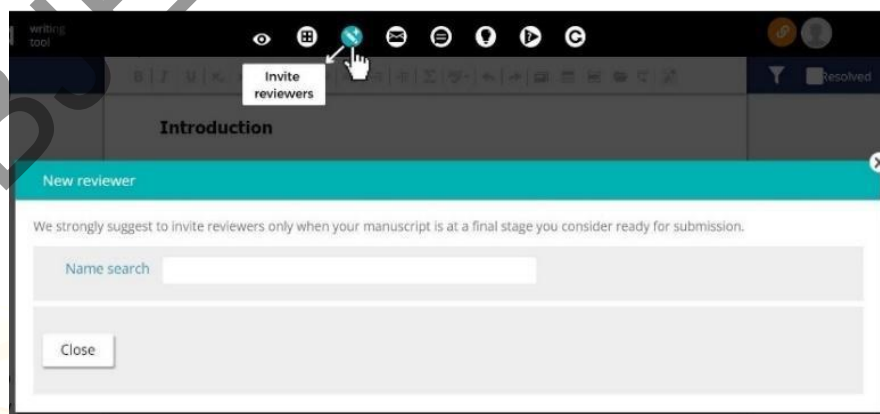 writing
tool
Invite
reviewers
Resolved
Introduction
New reviewer
We strongly suggest to invite reviewers only when your manuscript is at a final stage you consider ready for submission.
Name search
Close